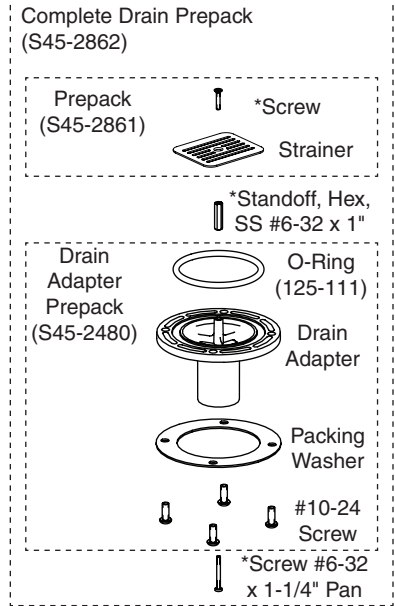 Complete Drain Prepack
(S45-2862)
Prepack
(S45-2861)
*Screw
Strainer
*Standoff, Hex,
SS #6-32 x 1"
Drain
Adapter
Prepack
(S45-2480)
O-Ring
(125-111)
Drain
Adapter
Packing
Washer
#10-24
Screw
*Screw #6-32
x 1-1/4" Pan